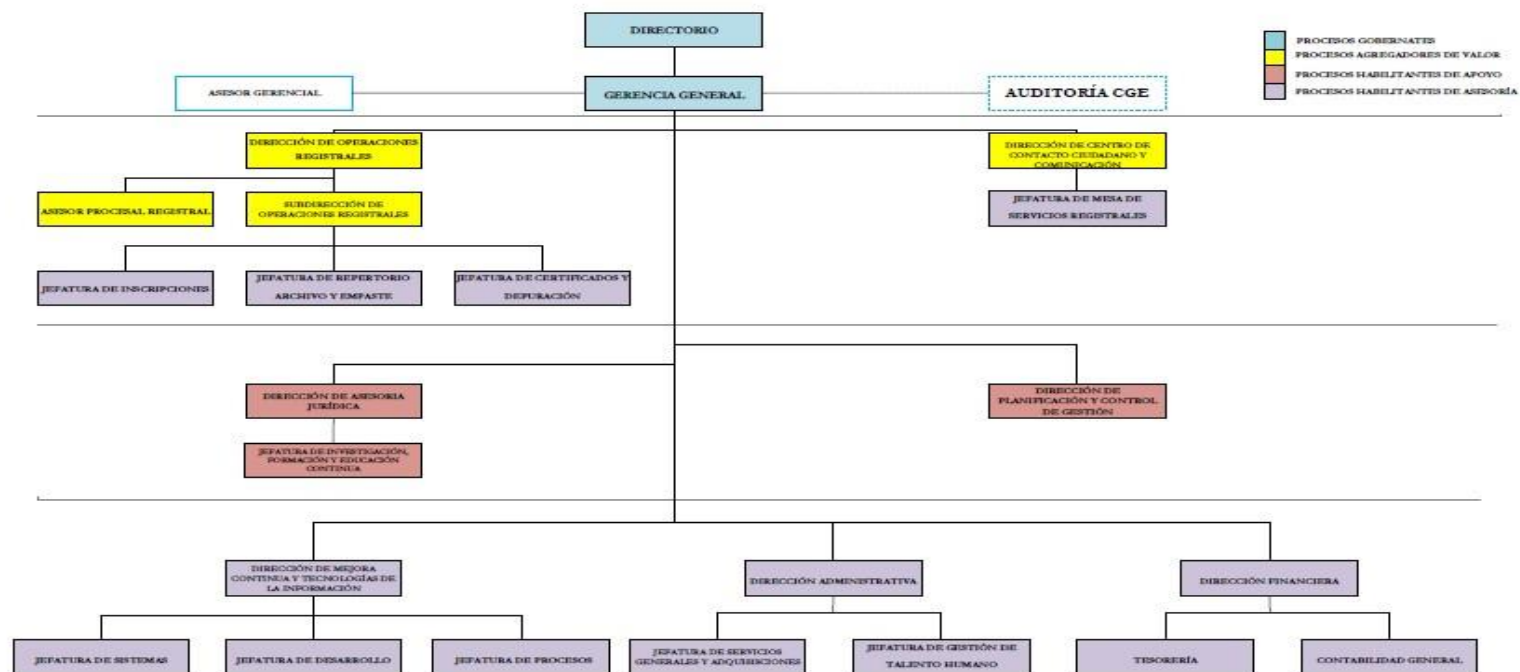 DIRECTORIO
PROCESOS GOBERNATES
PROCESOS AGREGADORES DE VALOR
PROCESOS HABILITANTES DE APOYO
PROCESOS HABILITANTES DE ASESORÍA
ASESOR GERENCIAL
GERENCIA GENERAL
AUDITORÍA CGE
DIRECCIÓN DE OPERACIONES
REGISTRALES
DIRECCIÓN DE CENTRO DE
CONTACTO CIUDADANO Y
COMUNICACIÓN
ASESOR PROCESAL REGISTRAL
SUBDIRECCIÓN DE
OPERACIONES REGISTRALES
JEFATURA DE MESA DE
SERVICIOS REGISTRALES
JEFATURA DE INSCRIPCIONES
JEFATURA DE REPERTORIO
ARCHIVO Y EMPASTE
JEFATURA DE CERTIFICADOS Y
DEPURACIÓN
DIRECCIÓN DE ASESORIA
JURÍDICA
DIRECCIÓN DE
PLANIFICACIÓN Y CONTROL
DE GESTIÓN
JEFATURA DE INVESTIGACIÓN,
FORMACIÓN Y EDUCACIÓN
CONTINUA
DIRECCIÓN DE MEJORA
CONTINUA Y TECNOLOGÍAS DE
LA INFORMACIÓN
DIRECCIÓN ADMINISTRATIVA
DIRECCIÓN FINANCIERA
JEFATURA DE SISTEMAS
JEFATURA DE DESARROLLO
JEFATURA DE PROCESOS
JEFATURA DE SERVICIOS
GENERALES Y ADQUISICIONES
JEFATURA DE GESTIÓN DE
TALENTO HUMANO
TESORERÍA
CONTABILIDAD GENERAL